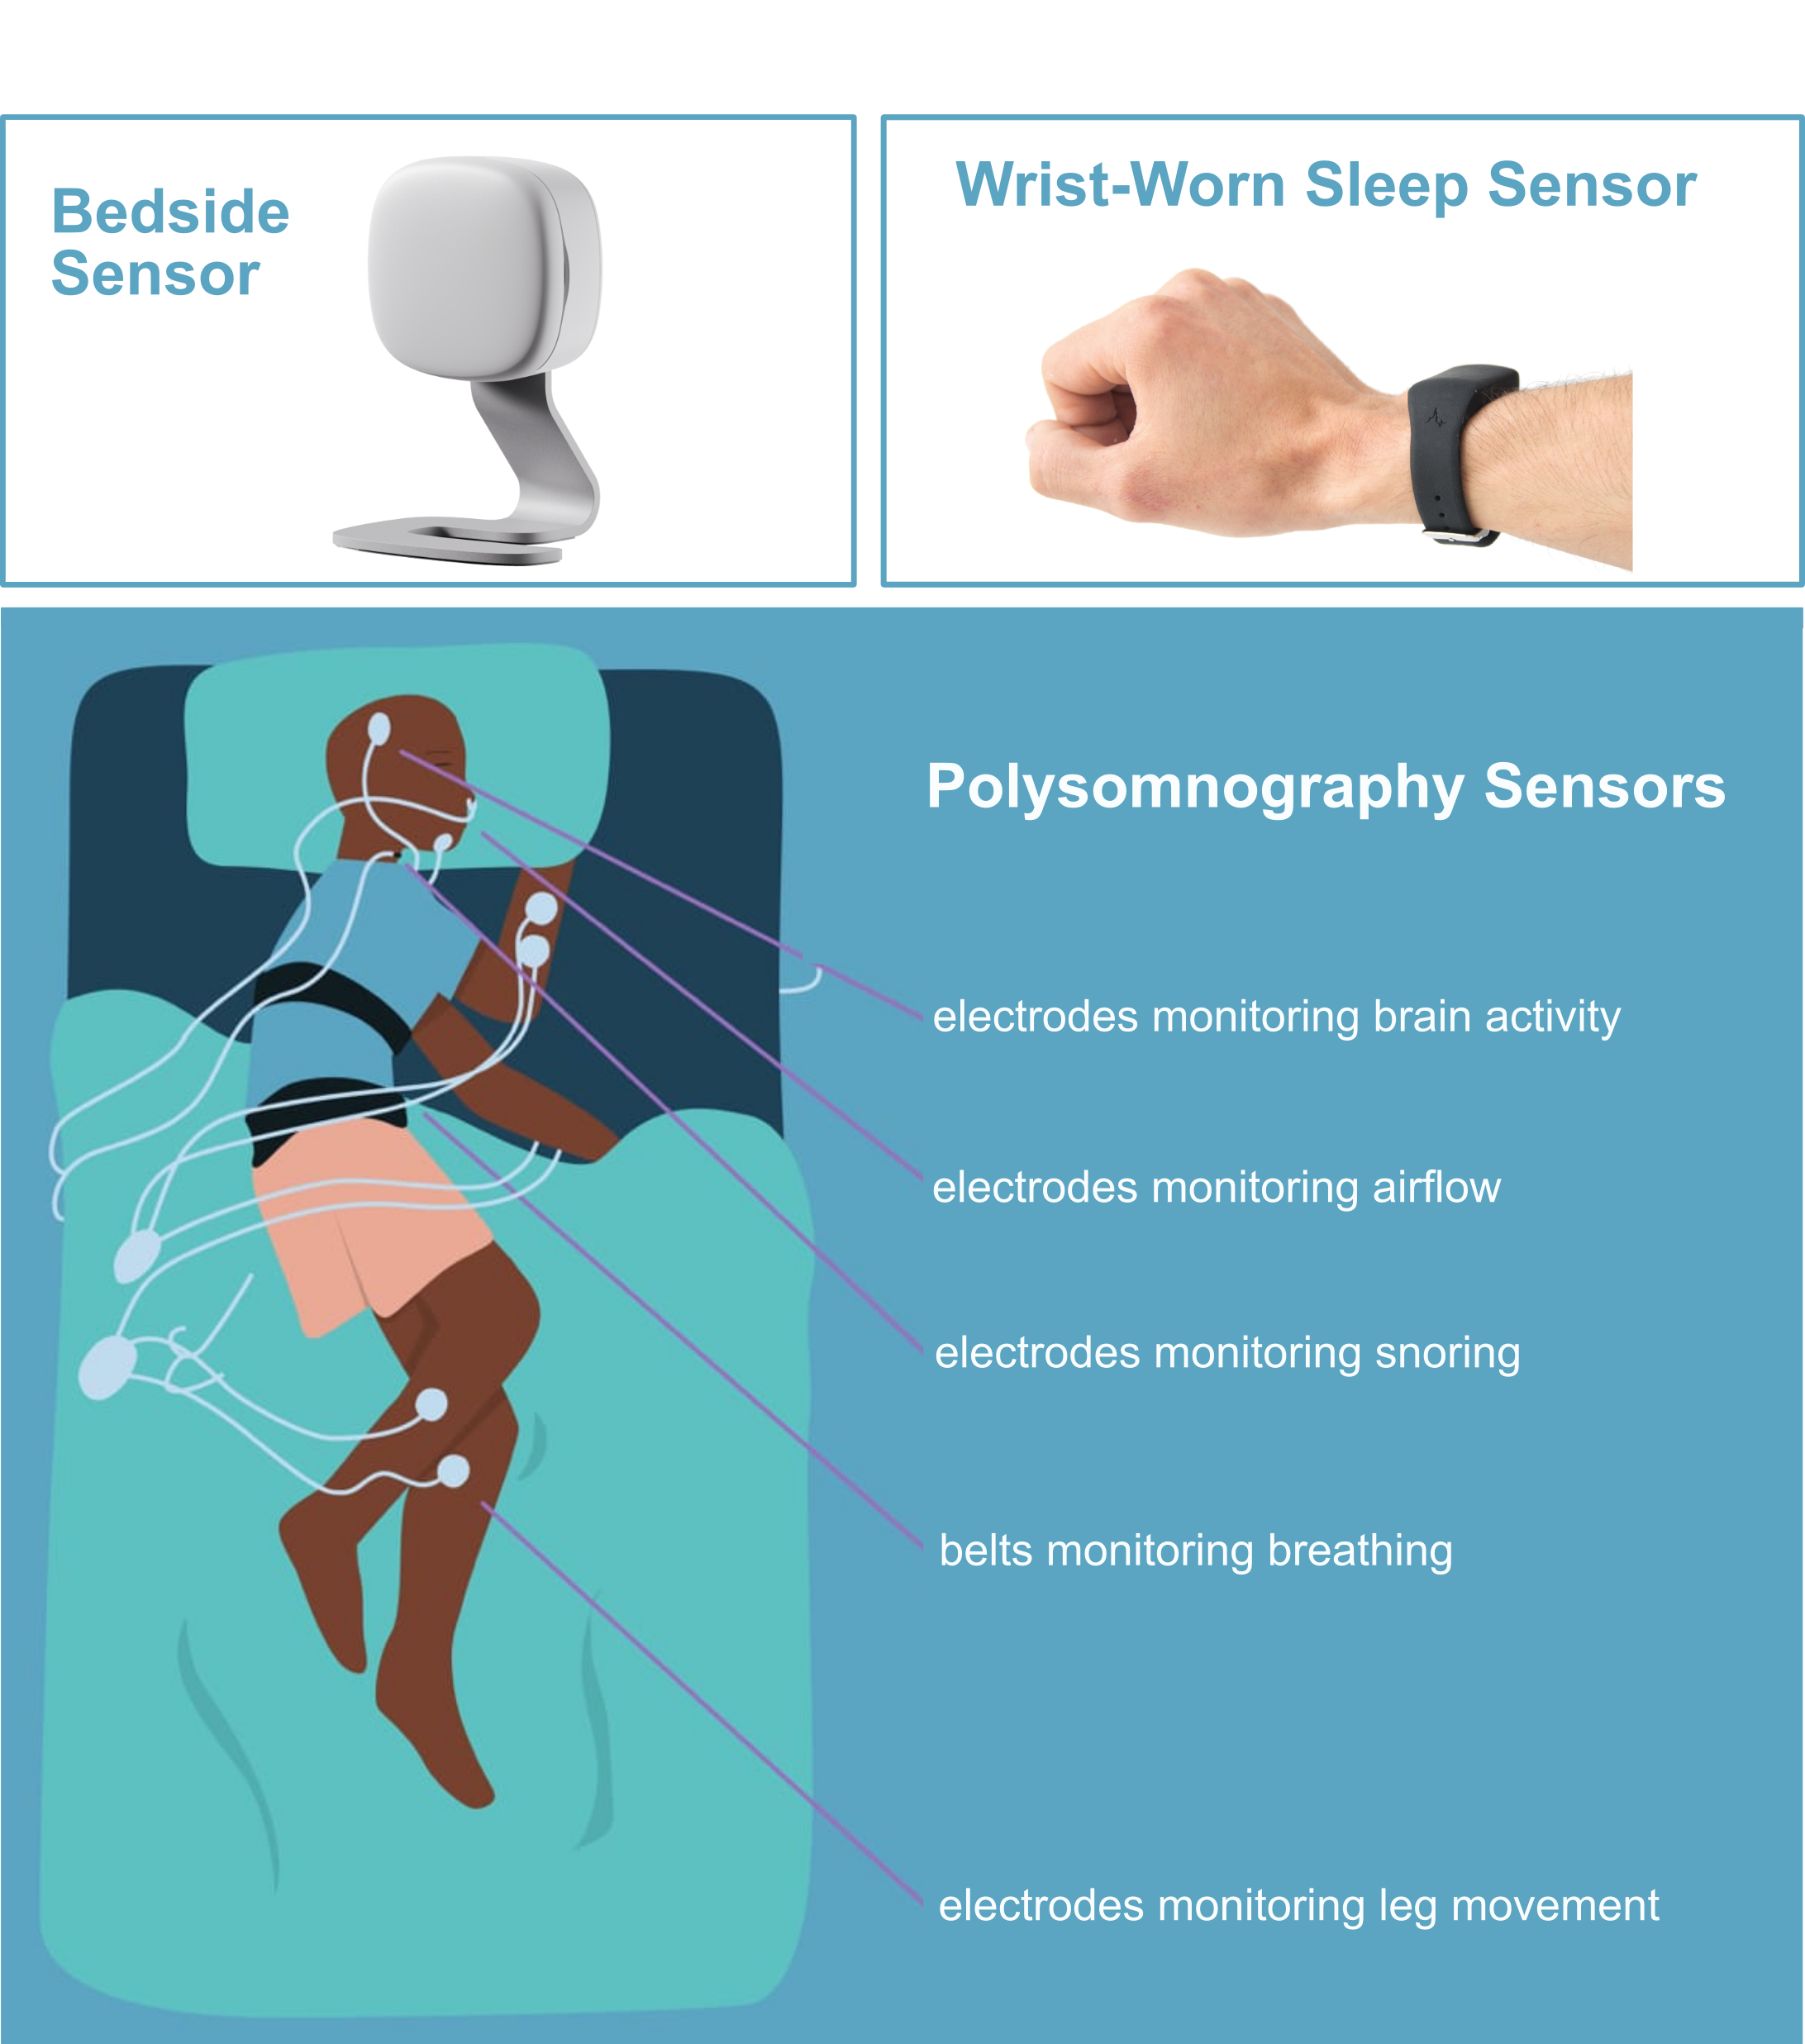 Bedside
Sensor
Wrist-Worn Sleep Sensor
Polysomnography Sensors
electrodes monitoring brain activity
electrodes monitoring airflow
electrodes monitoring snoring
belts monitoring breathing
electrodes monitoring leg movement